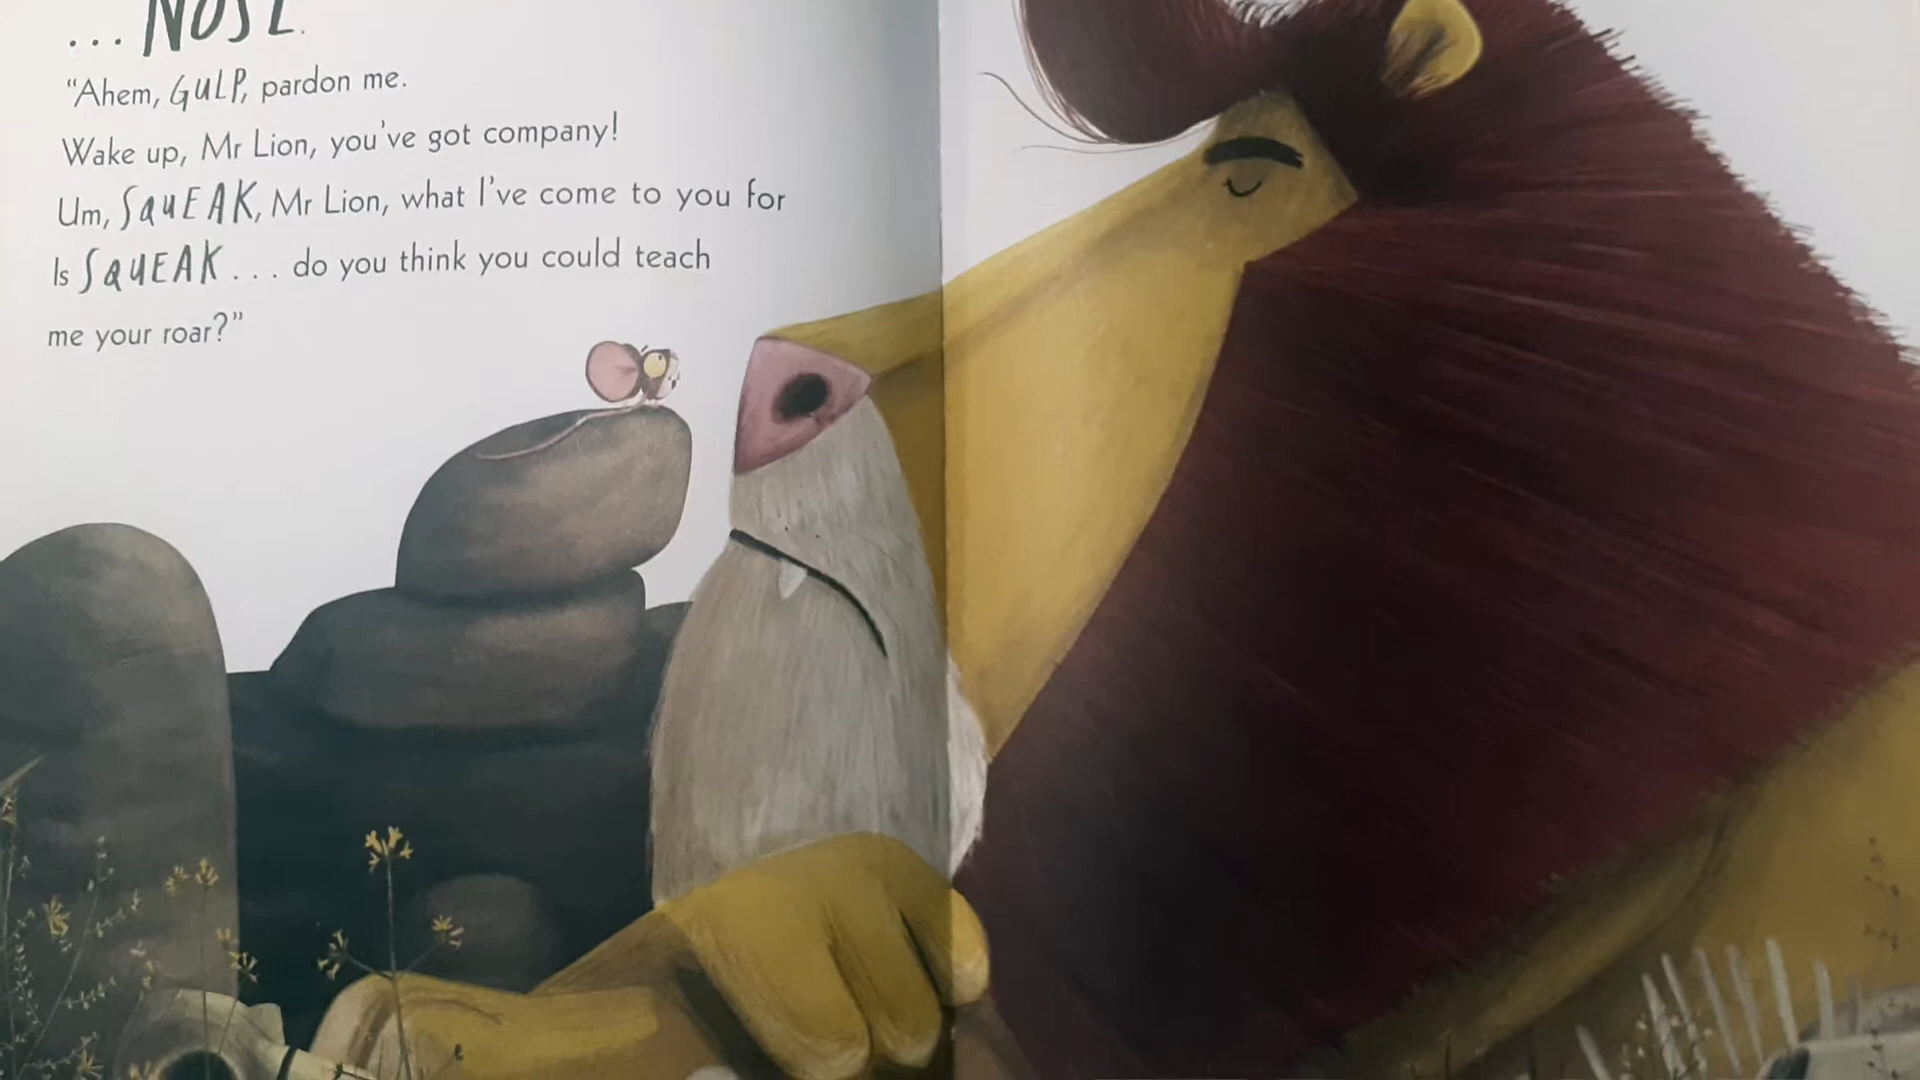 ... NOSE.
"Ahem, GULP, pardon me.
Wake up, Mr Lion, you've got company!
Um, SQUEAK, Mr Lion, what I've come to you for
Is SQUEAK... do you think you could teach
me your roar?"